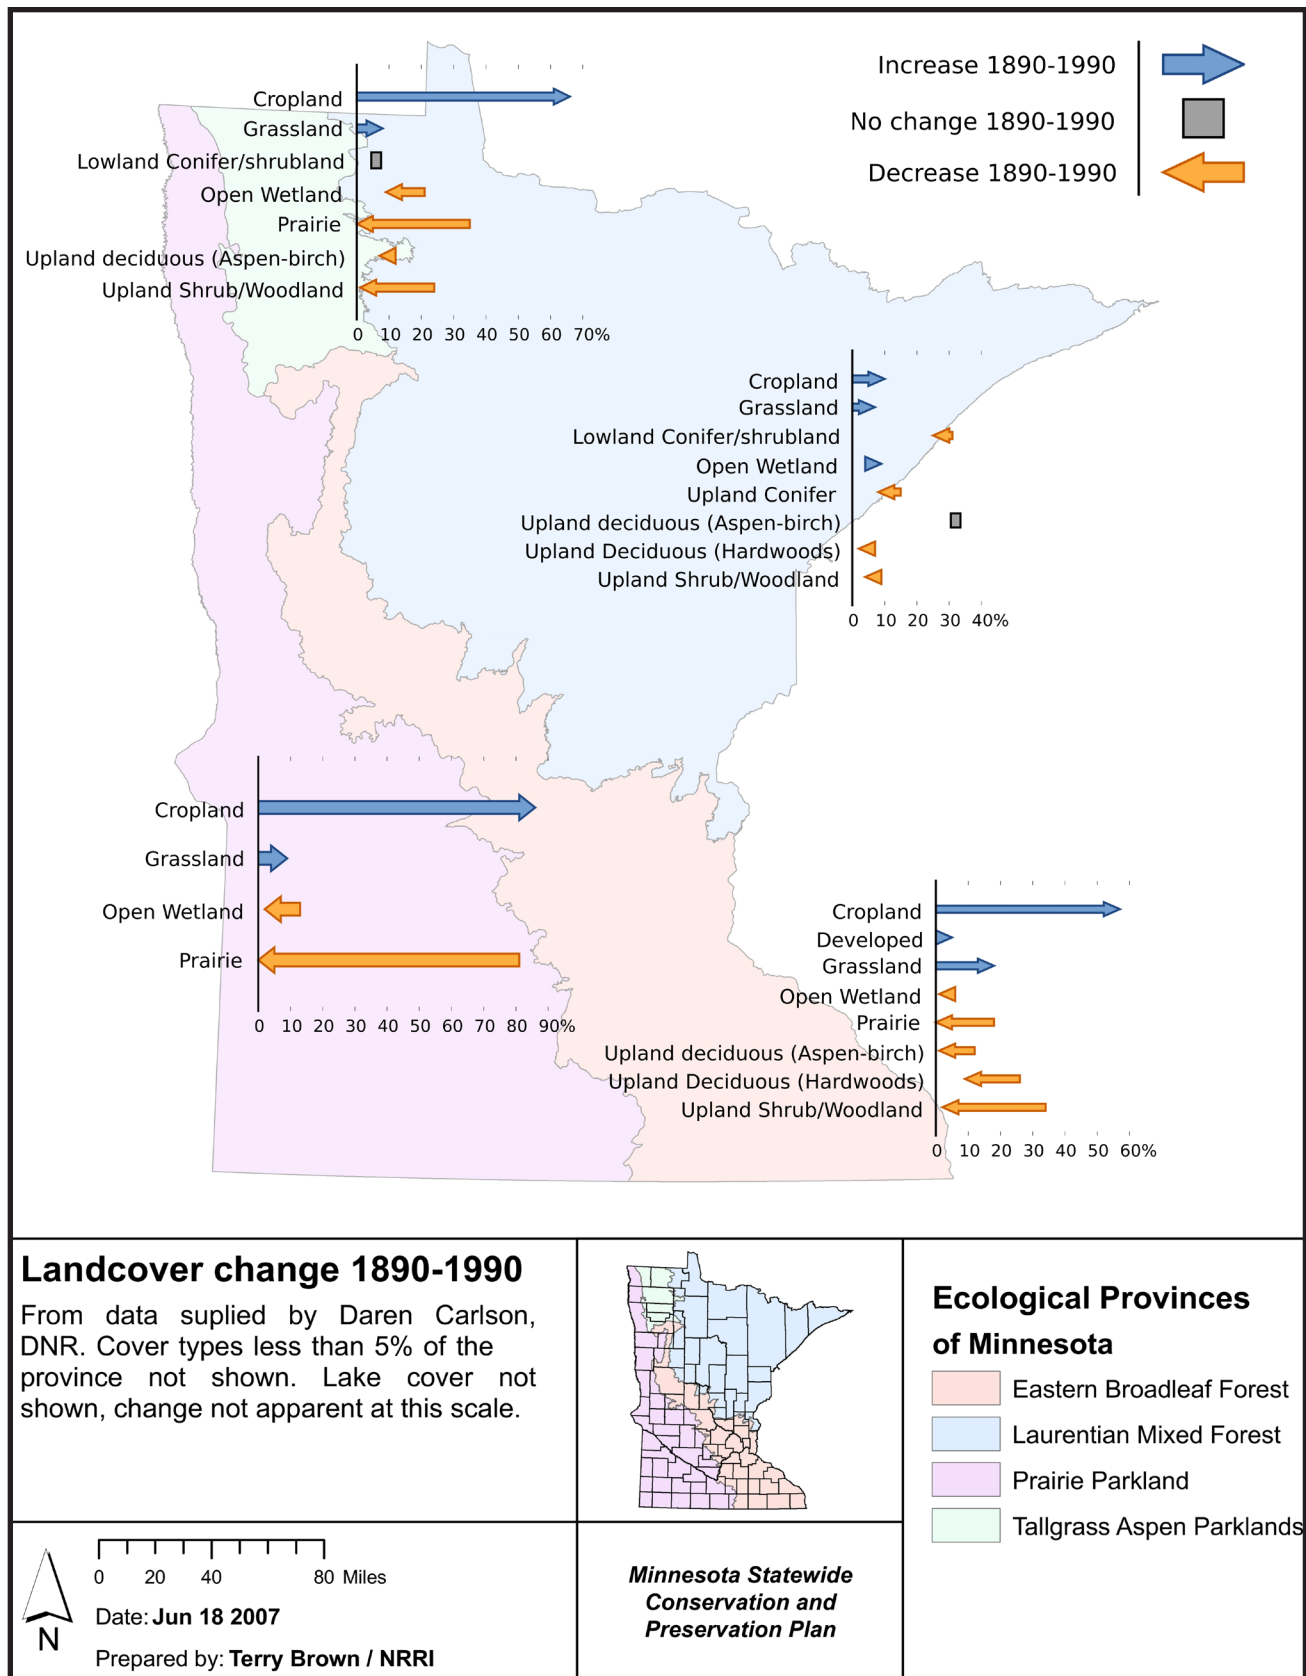 Increase 1890-1990
No change 1890-1990
Decrease 1890-1990
Cropland
Grassland
Lowland Conifer/shrubland
Open Wetland
Prairie
Upland deciduous (Aspen-birch)
Upland Shrub/Woodland
0 10 20 30 40 50 60 70%
Cropland
Grassland
Lowland Conifer/shrubland
Open Wetland
Upland Conifer
Upland deciduous (Aspen-birch)
Upland Deciduous (Hardwoods)
Upland Shrub/Woodland
0 10 20 30 40%
Cropland
Grassland
Open Wetland
Prairie
0 10 20 30 40 50 60 70 80 90%
Cropland
Developed
Grassland
Open Wetland
Prairie
Upland deciduous (Aspen-birch)
Upland Deciduous (Hardwoods)
Upland Shrub/Woodland
0 10 20 30 40 50 60%
Landcover change 1890-1990
From data suplied by Daren Carlson,
DNR. Cover types less than 5% of the
province not shown. Lake cover not
shown, change not apparent at this scale.
Ecological Provinces
of Minnesota
Eastern Broadleaf Forest
Laurentian Mixed Forest
Prairie Parkland
Tallgrass Aspen Parklands
0 20 40 80 Miles
N
Date: Jun 18 2007
Prepared by: Terry Brown / NRRI
Minnesota Statewide
Conservation and
Preservation Plan